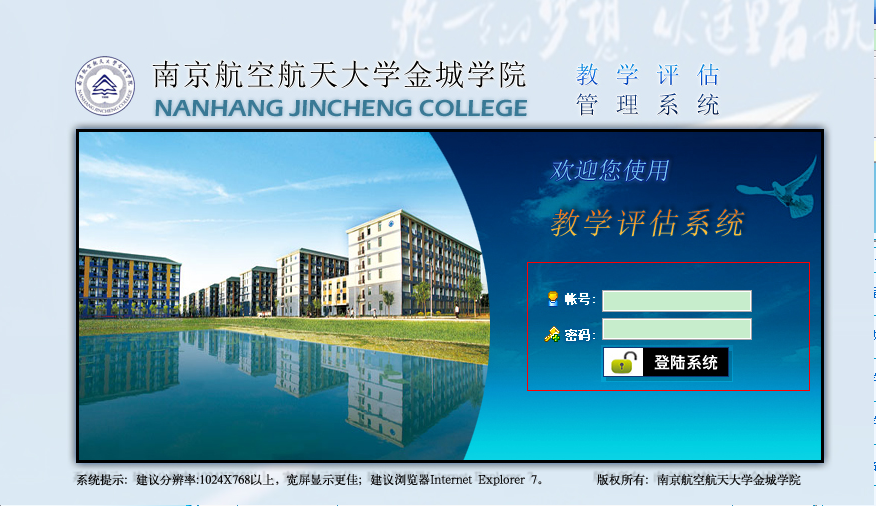 南京航空航天大学金城学院
NANHANG JINCHENG COLLEGE
教 学 评 估
管 理 系 统
欢迎您使用
教学评估系统
帐号:
密码:
登陆系统
系统提示: 建议分辨率:1024X768以上，宽屏显示更佳; 建议浏览器Internet Explorer 7。
版权所有: 南京航空航天大学金城学院